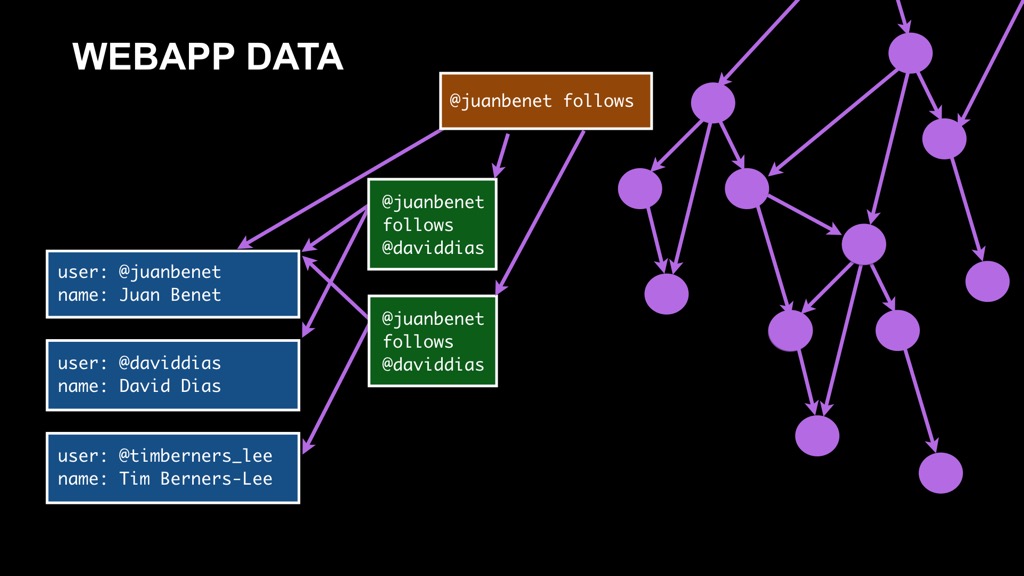 WEBAPP DATA
@juanbenet follows
@juanbenet
follows
@daviddias
user: @juanbenet
name: Juan Benet
@juanbenet
follows
@daviddias
user: @daviddias
name: David Dias
user: @timberners_lee
name: Tim Berners-Lee